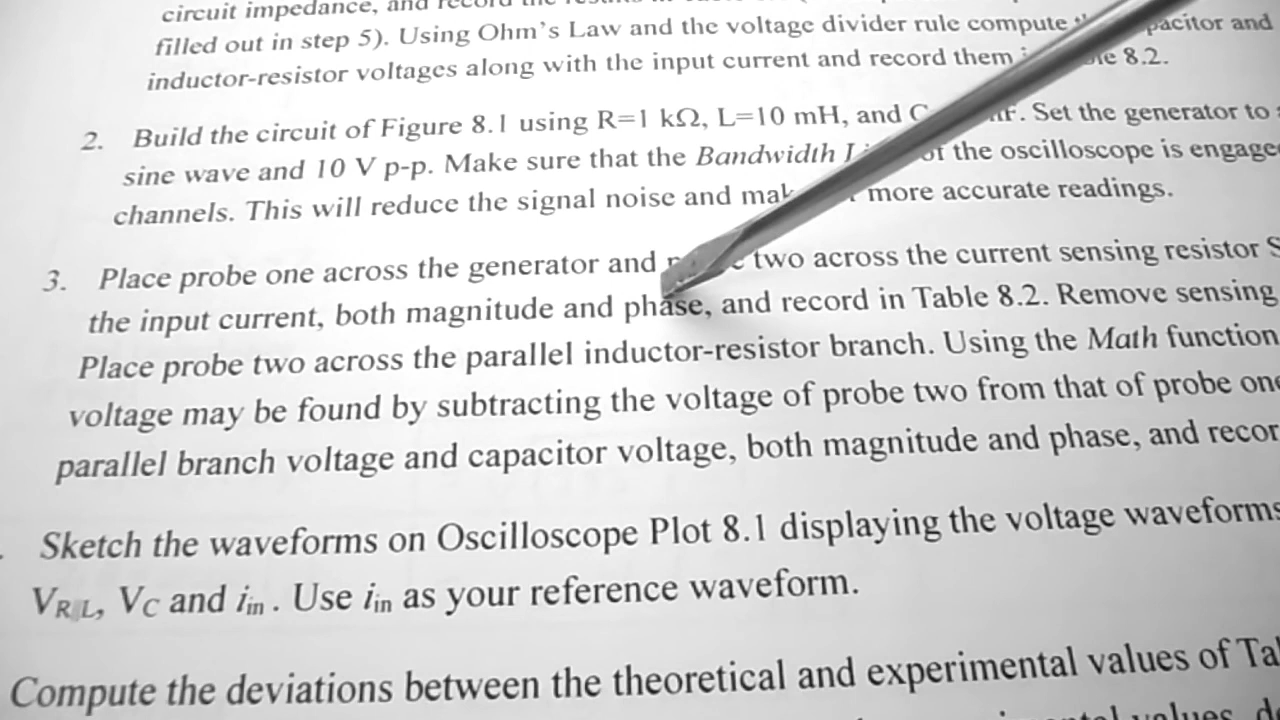 circuit impedance, and
filled out in step 5). Using Ohm's Law and the voltage divider rule compute and
inductor-resistor voltages along with the input current and record them 8.2.
2. Build the circuit of Figure 8.1 using R=1 kΩ, L=10 mH, and Set the generator to
sine wave and 10 V p-p. Make sure that the Bandwidth of the oscilloscope is
channels. This will reduce the signal noise and more accurate readings.
3. Place probe one across the generator and two across the current sensing resistor
the input current, both magnitude and phase, and record in Table 8.2. Remove sensing
Place probe two across the parallel inductor-resistor branch. Using the Math function
voltage may be found by subtracting the voltage of probe two from that of probe
parallel branch voltage and capacitor voltage, both magnitude and phase, and
Sketch the waveforms on Oscilloscope Plot 8.1 displaying the voltage waveforms
VR||L, VC and iin . Use iin as your reference waveform.
Compute the deviations between the theoretical and experimental values of